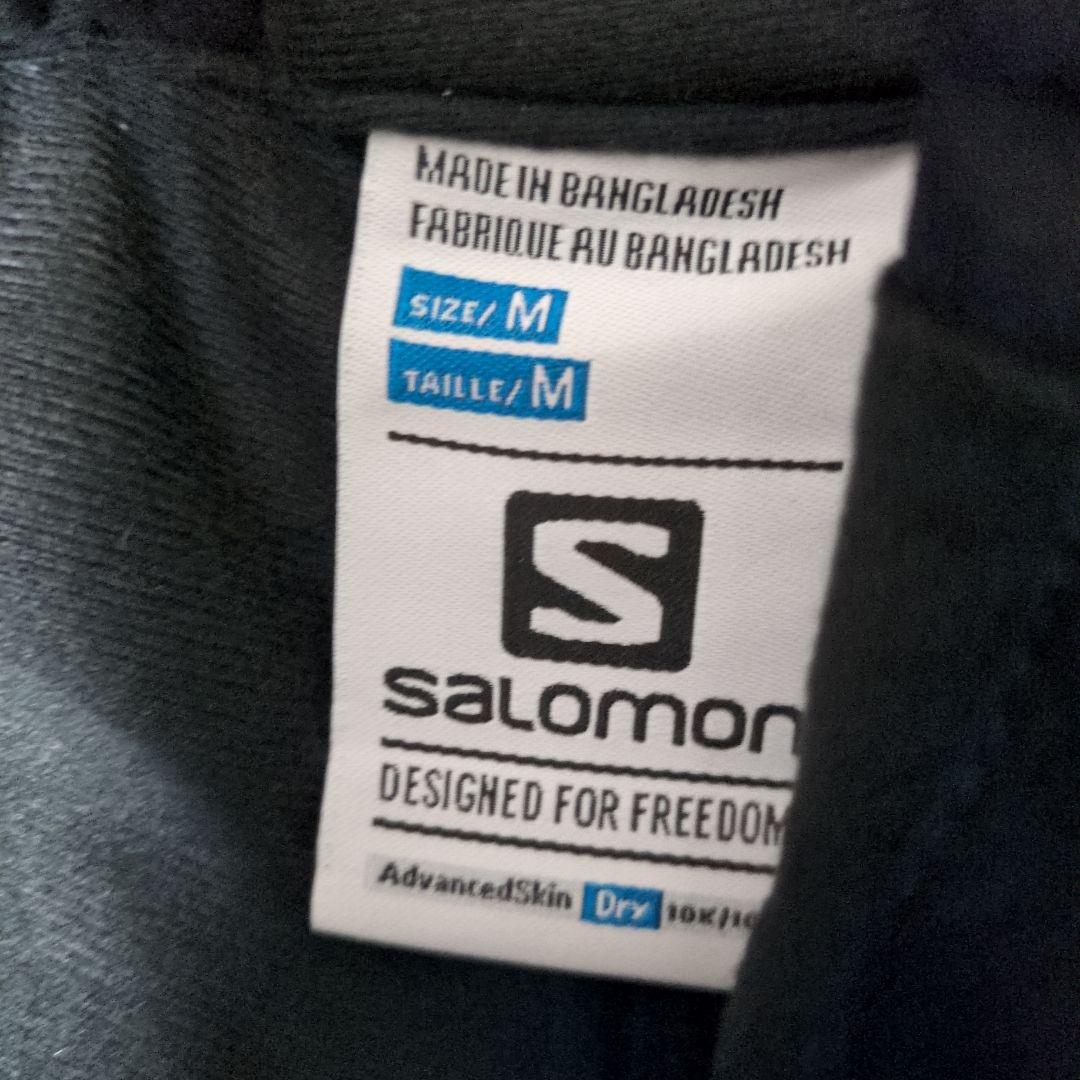 MADE IN BANGLADESH
FABRIQUE AU BANGLADESH
SIZE/ M
TAILLE/ M
S
SALOMON
DESIGNED FOR FREEDOM
AdvancedSkin Dry